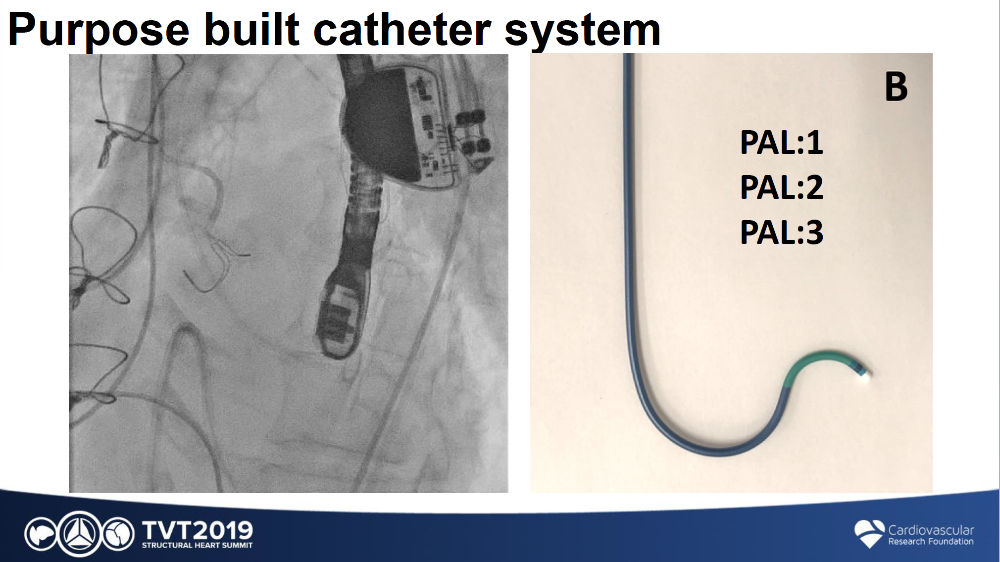 Purpose built catheter system
B
PAL:1
PAL:2
PAL:3
TVT2019
STRUCTURAL HEART SUMMIT
Cardiovascular
Research Foundation